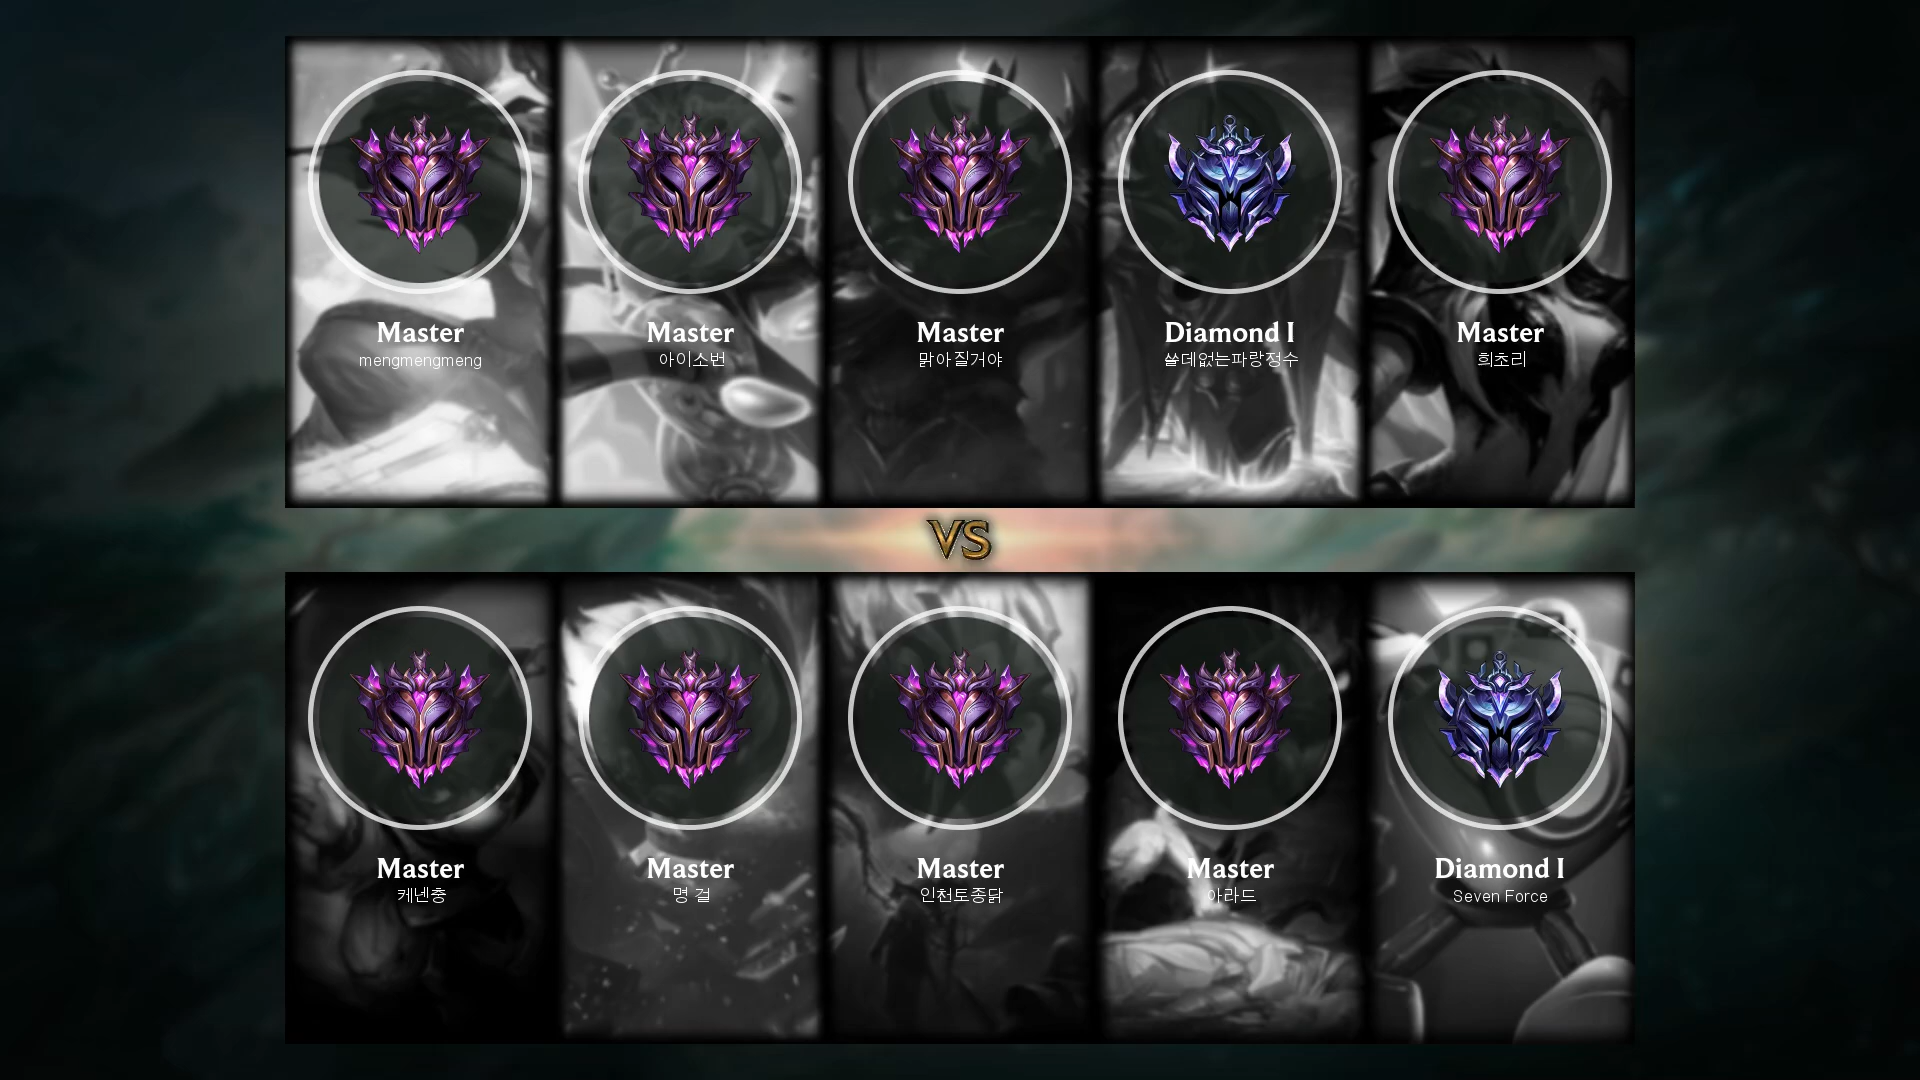 Master
mengmengmeng
Master
아이소번
Master
맑아질거야
Diamond I
쓸데없는파랑정수
Master
희초리
VS
Master
케넨충
Master
명 걸
Master
인천토종닭
Master
아라드
Diamond I
Seven Force